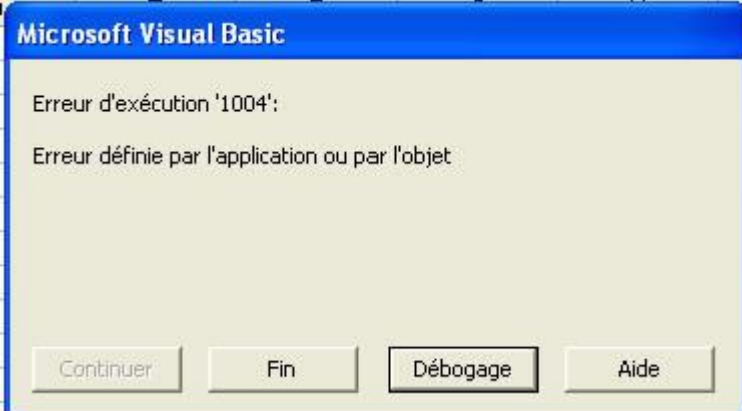 Microsoft Visual Basic
Erreur d'exécution '1004':
Erreur définie par l'application ou par l'objet
Continuer
Fin
Débogage
Aide